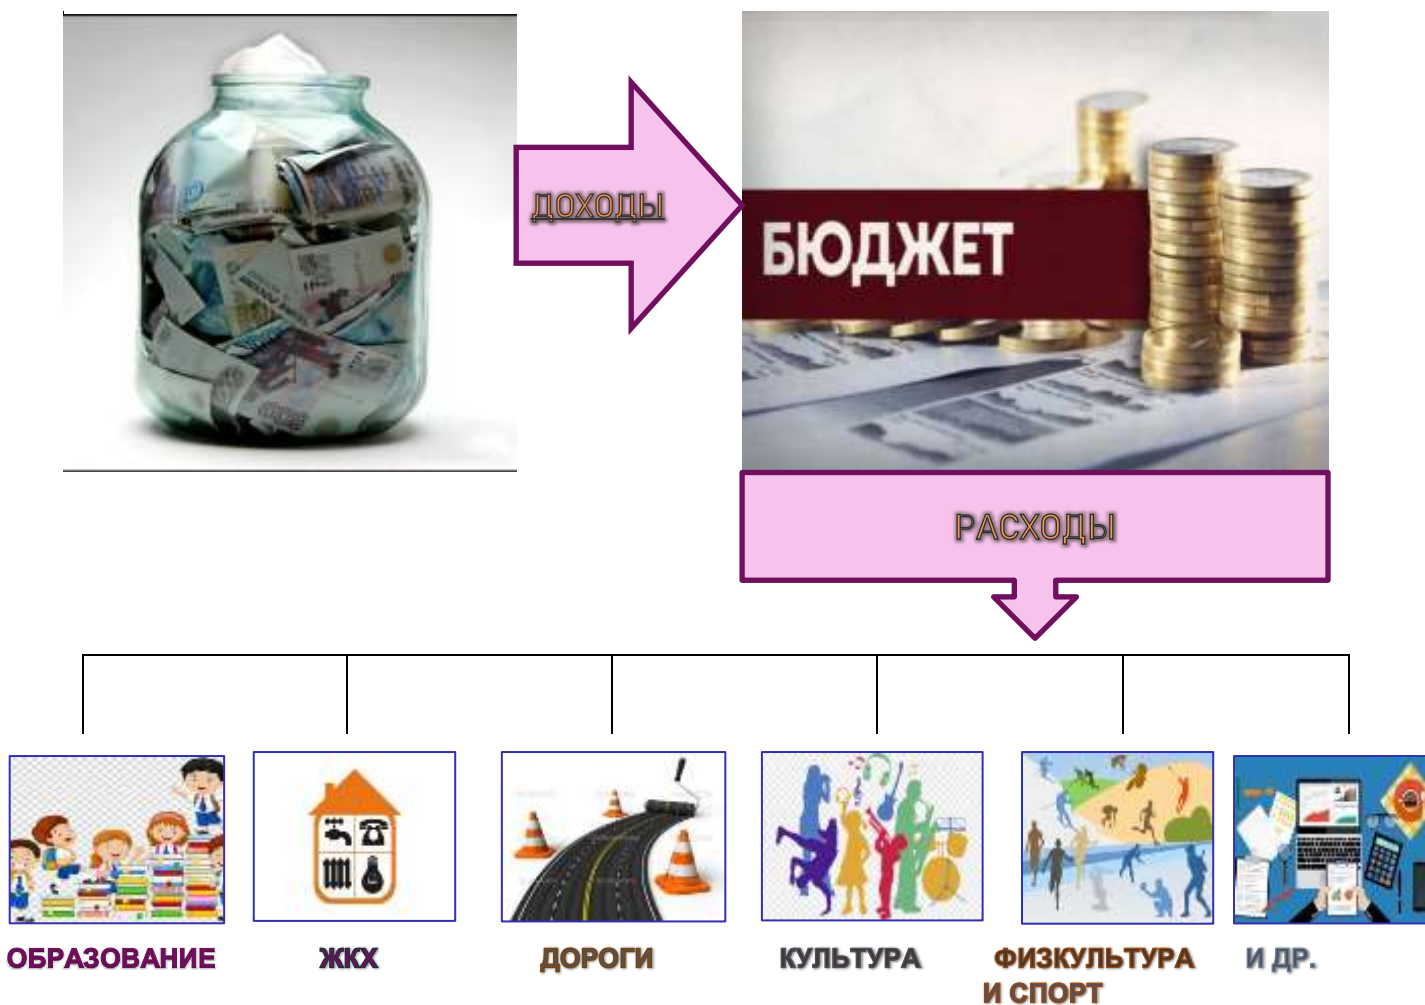 ДОХОДЫ
БЮДЖЕТ
РАСХОДЫ
ОБРАЗОВАНИЕ
ЖКХ
ДОРОГИ
КУЛЬТУРА
ФИЗКУЛЬТУРА
И СПОРТ
И ДР.